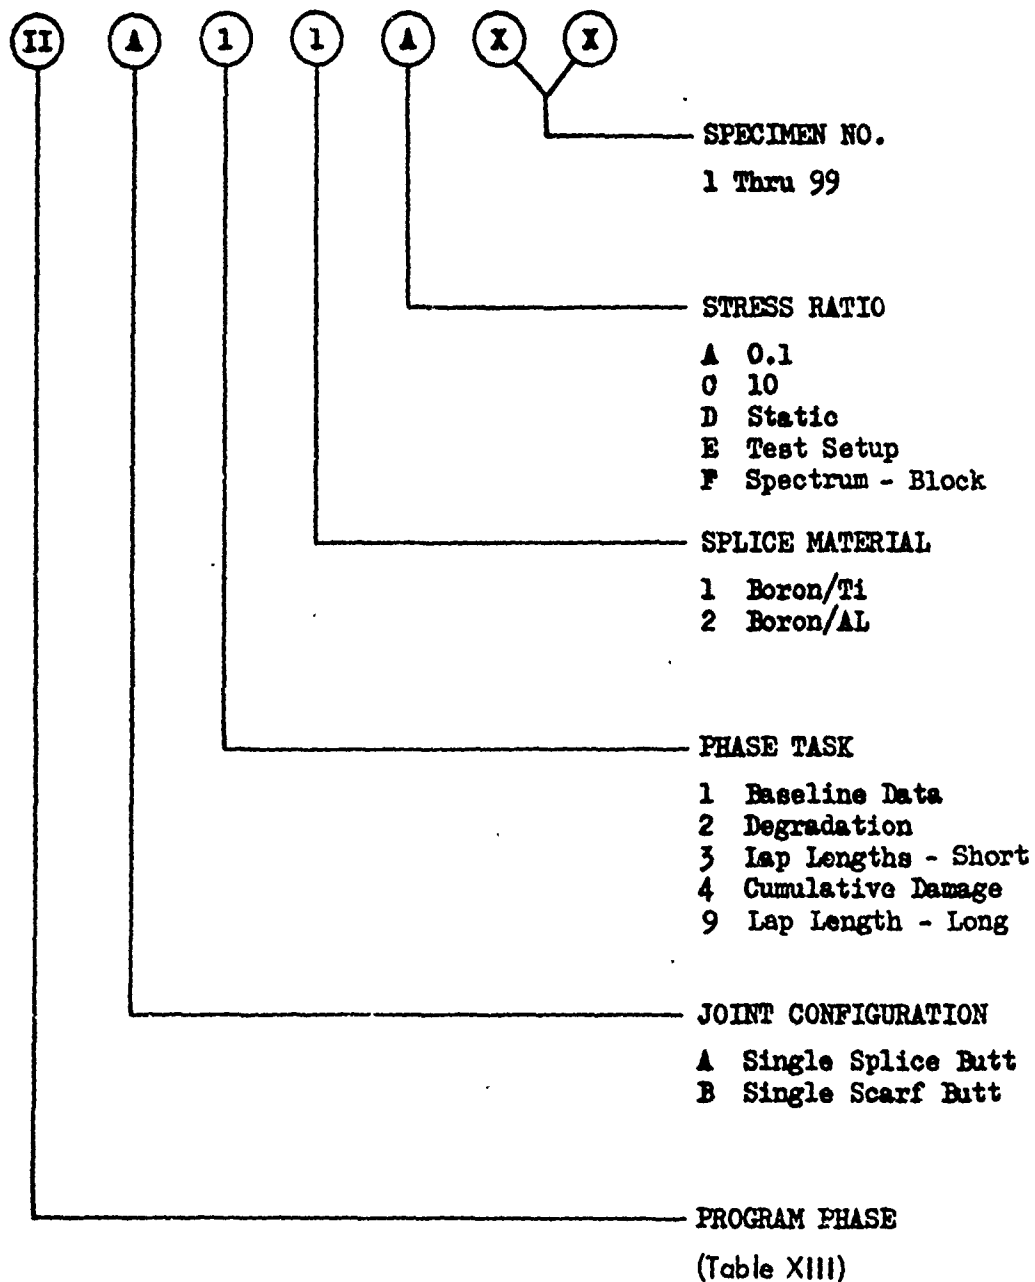 II A 1 1 A X X
SPECIMEN NO.
1 Thru 99
STRESS RATIO
A 0.1
C 10
D Static
E Test Setup
F Spectrum - Block
SPLICE MATERIAL
1 Boron/Ti
2 Boron/AL
PHASE TASK
1 Baseline Data
2 Degradation
3 Lap Lengths - Short
4 Cumulative Damage
9 Lap Length - Long
JOINT CONFIGURATION
A Single Splice Butt
B Single Scarf Butt
PROGRAM PHASE
(Table XIII)